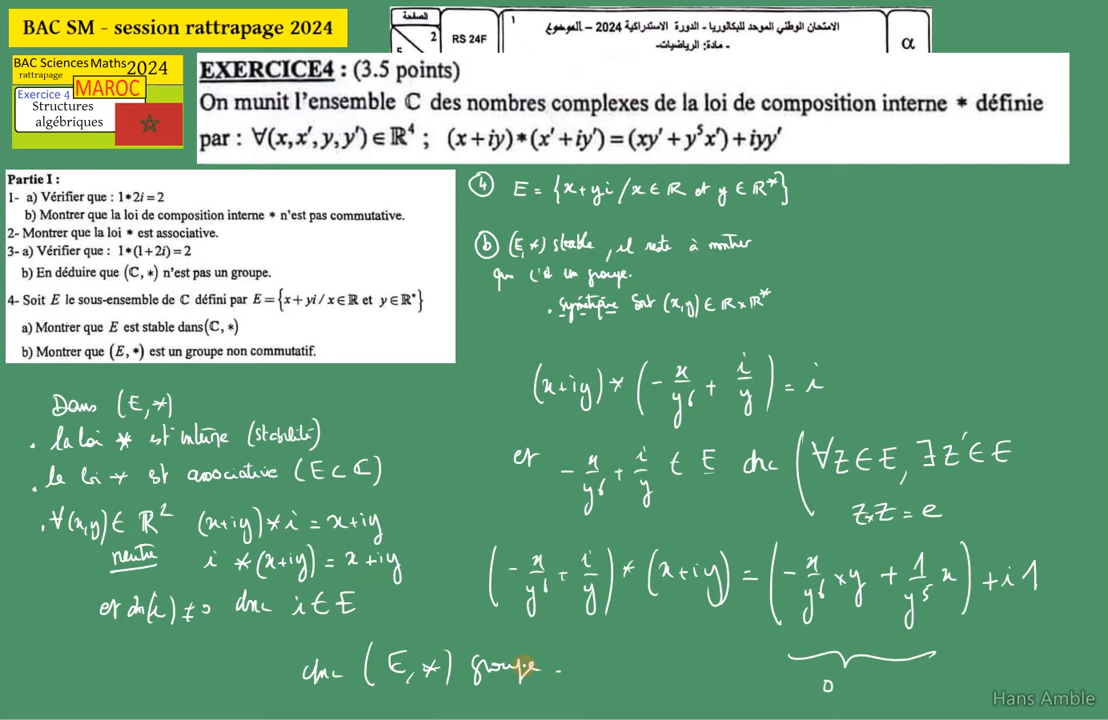 BAC SM - session rattrapage 2024
الصفحة
2
5
RS 24F
1
الامتحان الوطني الموحد للبكالوريا - الدورة الاستدراكية 2024 – الموضوع
- مادة: الرياضيات-
α
BAC Sciences Maths 2024
rattrapage
MAROC
Exercice 4
Structures
algébriques
EXERCICE4 : (3.5 points)
On munit l'ensemble ℂ des nombres complexes de la loi de composition interne * définie
par : ∀(x,x',y,y')∈ℝ⁴ ; (x+iy)*(x'+iy')=(xy'+y⁵x')+iyy'
Partie I :
1- a) Vérifier que : 1*2i=2
b) Montrer que la loi de composition interne * n'est pas commutative.
2- Montrer que la loi * est associative.
3- a) Vérifier que : 1*(1+2i)=2
b) En déduire que (ℂ,*) n'est pas un groupe.
4- Soit E le sous-ensemble de ℂ défini par E={x+yi/x∈ℝ et y∈ℝ*}
a) Montrer que E est stable dans(ℂ,*)
b) Montrer que (E,*) est un groupe non commutatif.
④ E = {x+yi/x∈ℝ et y∈ℝ*}
ⓑ (E,*) stable, il reste à montrer
que c'est un groupe.
. symétrique Soit (x,y)∈ℝ×ℝ*
(x+iy)*(-x/y⁶ + i/y) = i
et -x/y⁶ + i/y ∈ E donc (∀z∈E, ∃z'∈E
z*z' = e
(-x/y⁶ + i/y)*(x+iy) = (-x/y⁶ × y + 1/y⁵ x) + i1
0
Dans (E,*)
. la loi * est interne (stabilité)
. la loi * est associative (E⊂ℂ)
. ∀(x,y)∈ℝ² (x+iy)*i = x+iy
neutre i*(x+iy) = x+iy
et Im(i) ≠ 0 donc i∈E
donc (E,*) groupe.
Hans Amble